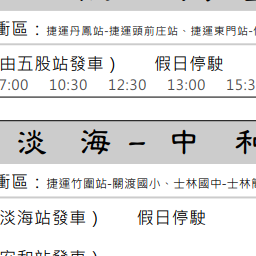 衝區：捷運丹鳳站-捷運頭前庄站、捷運東門站-
由五股站發車）　　假日停駛
7:00　10:30　12:30　13:00　15:3
淡 海 – 中 和
衝區：捷運竹圍站-關渡國小、士林國中-士林
淡海站發車）　　假日停駛
安和站發車）